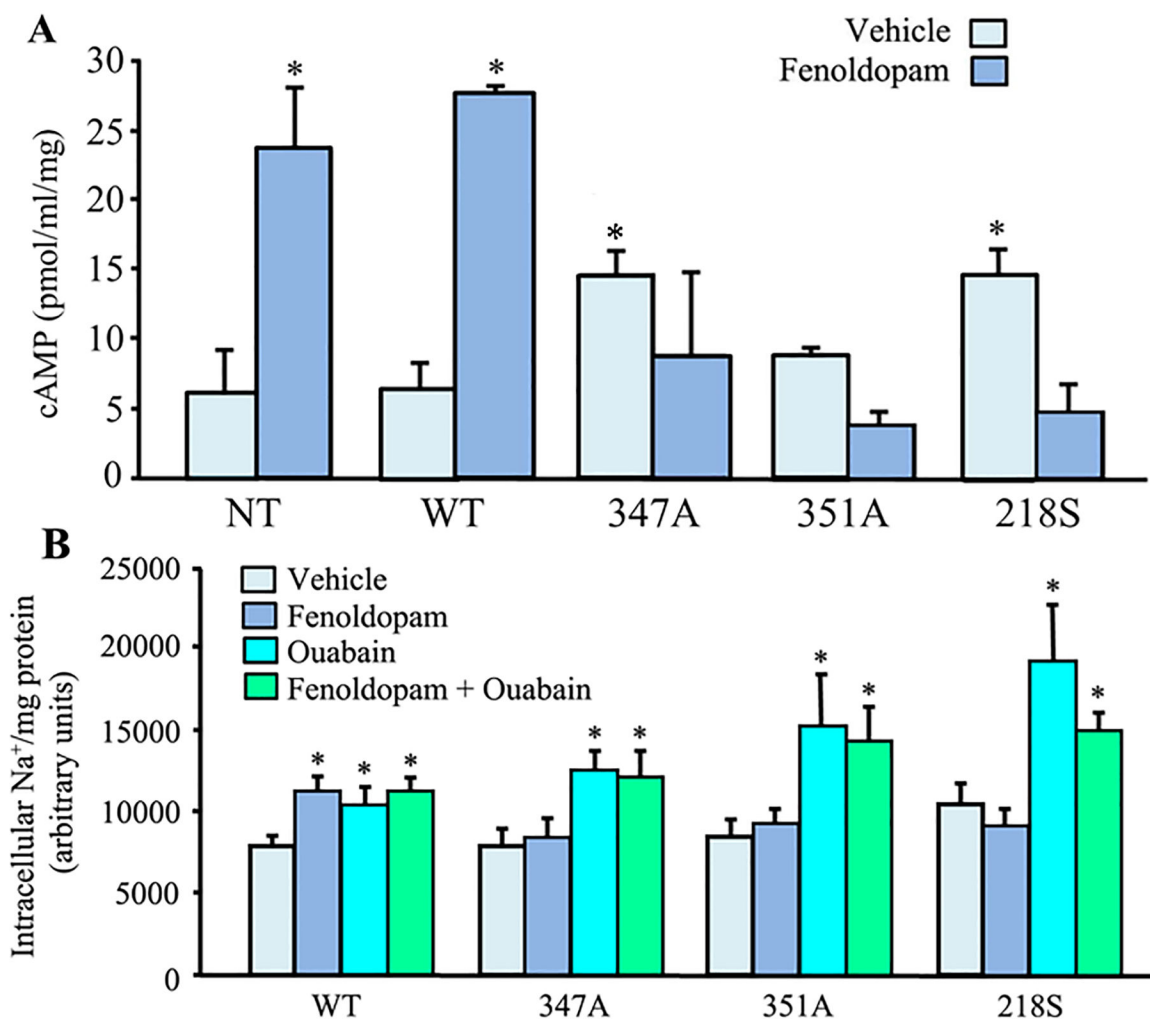 A
Vehicle
Fenoldopam
cAMP (pmol/ml/mg)
30
25
20
15
10
5
0
*
*
*
*
NT
WT
347A
351A
218S
B
Intracellular Na⁺/mg protein
(arbitrary units)
25000
20000
15000
10000
5000
0
Vehicle
Fenoldopam
Ouabain
Fenoldopam + Ouabain
*
*
*
*
*
*
*
*
*
WT
347A
351A
218S